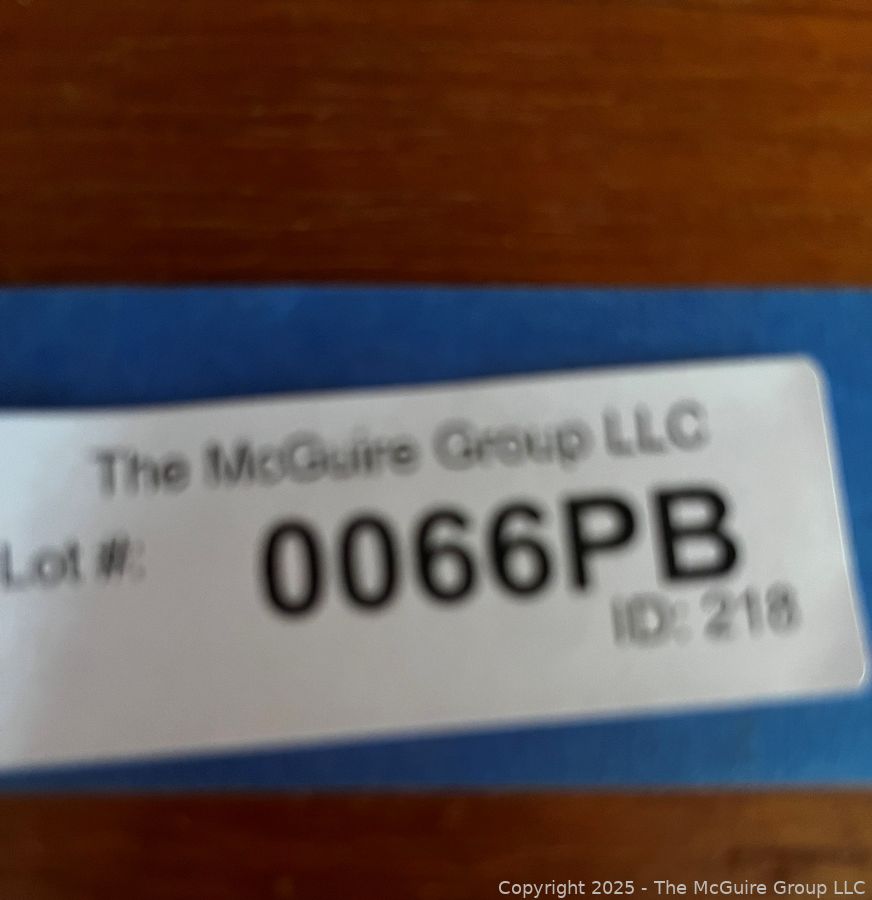 The McGuire Group LLC
Lot #: 0066PB
ID: 218
Copyright 2025 - The McGuire Group LLC